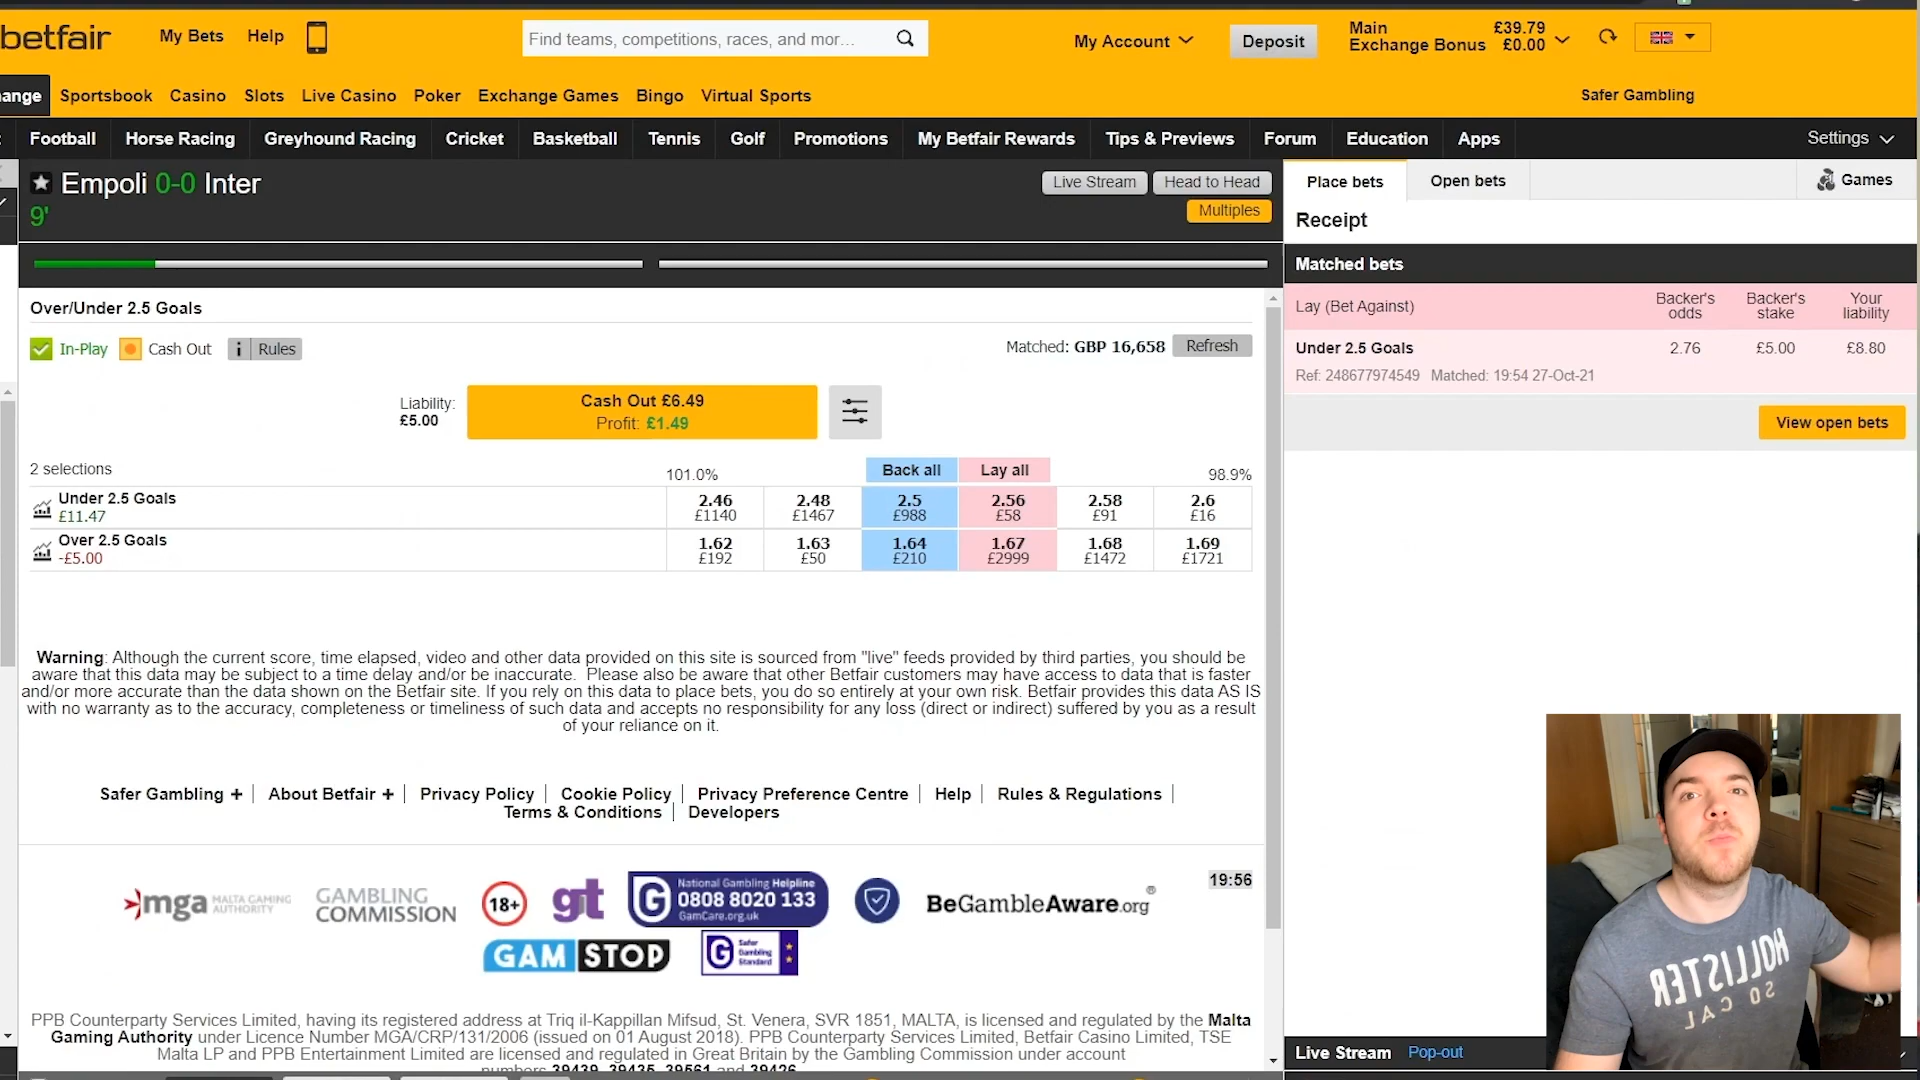 betfair
My Bets Help
Find teams, competitions, races, and mor...
My Account
Deposit
Main £39.79
Exchange Bonus £0.00
ange Sportsbook Casino Slots Live Casino Poker Exchange Games Bingo Virtual Sports
Safer Gambling
Football Horse Racing Greyhound Racing Cricket Basketball Tennis Golf Promotions My Betfair Rewards Tips & Previews Forum Education Apps
Settings
Empoli 0-0 Inter
9'
Live Stream Head to Head
Multiples
Place bets Open bets
Games
Receipt
Matched bets
Lay (Bet Against) Backer's odds Backer's stake Your liability
Under 2.5 Goals 2.76 £5.00 £8.80
Ref: 248677974549 Matched: 19:54 27-Oct-21
View open bets
Over/Under 2.5 Goals
In-Play Cash Out i Rules
Matched: GBP 16,658 Refresh
Liability:
£5.00
Cash Out £6.49
Profit: £1.49
2 selections 101.0% Back all Lay all 98.9%
Under 2.5 Goals 2.46 2.48 2.5 2.56 2.58 2.6
£11.47 £1140 £1467 £988 £58 £91 £16
Over 2.5 Goals 1.62 1.63 1.64 1.67 1.68 1.69
-£5.00 £192 £50 £210 £2999 £1472 £1721
Warning: Although the current score, time elapsed, video and other data provided on this site is sourced from "live" feeds provided by third parties, you should be
aware that this data may be subject to a time delay and/or be inaccurate. Please also be aware that other Betfair customers may have access to data that is faster
and/or more accurate than the data shown on the Betfair site. If you rely on this data to place bets, you do so entirely at your own risk. Betfair provides this data AS IS
with no warranty as to the accuracy, completeness or timeliness of such data and accepts no responsibility for any loss (direct or indirect) suffered by you as a result
of your reliance on it.
Safer Gambling + About Betfair + Privacy Policy Cookie Policy Privacy Preference Centre Help Rules & Regulations
Terms & Conditions Developers
19:56
mga MALTA GAMING AUTHORITY
GAMBLING COMMISSION
18+
gt
National Gambling Helpline
0808 8020 133
GamCare.org.uk
BeGambleAware.org®
GAMSTOP
Safer Gambling Standard
PPB Counterparty Services Limited, having its registered address at Triq il-Kappillan Mifsud, St. Venera, SVR 1851, MALTA, is licensed and regulated by the Malta
Gaming Authority under Licence Number MGA/CRP/131/2006 (issued on 01 August 2018). PPB Counterparty Services Limited, Betfair Casino Limited, TSE
Malta LP and PPB Entertainment Limited are licensed and regulated in Great Britain by the Gambling Commission under account
numbers 39439, 39435, 39561 and 39426.
Live Stream Pop-out
HOLLISTER
SO CAL